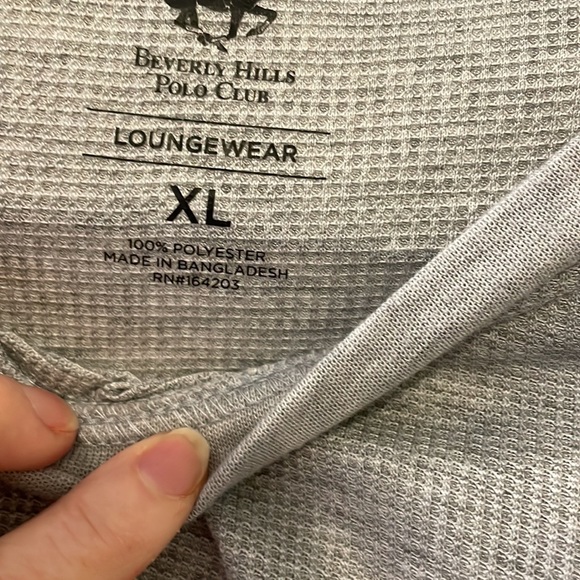 BEVERLY HILLS
POLO CLUB
LOUNGEWEAR
XL
100% POLYESTER
MADE IN BANGLADESH
RN#164203